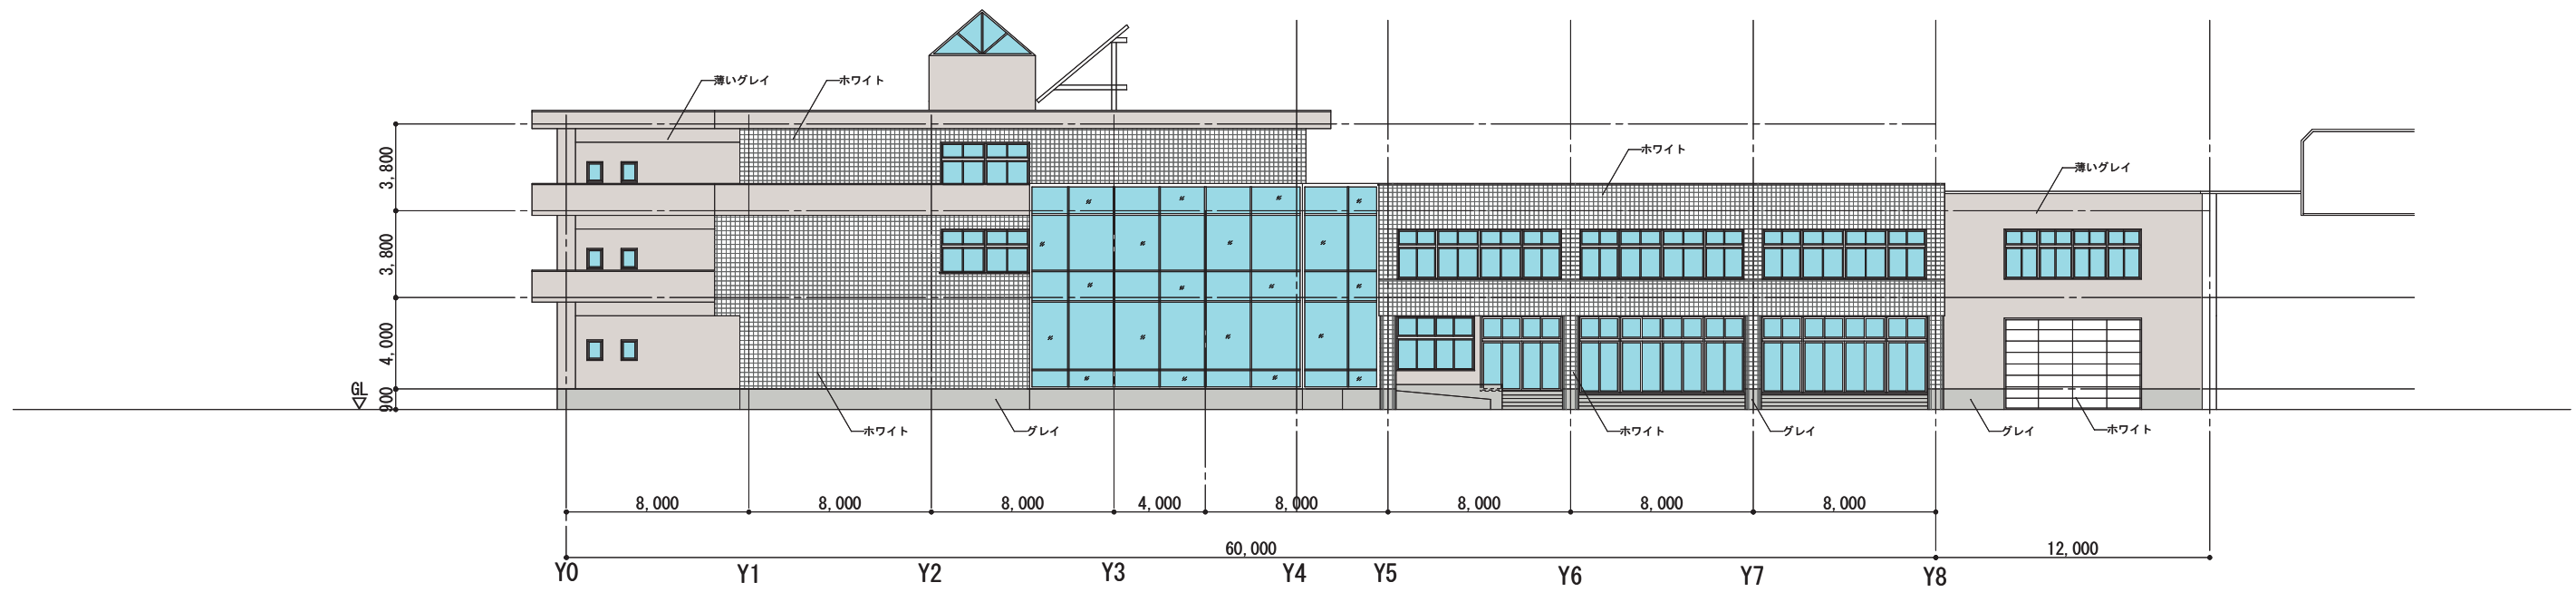 薄いグレイ
ホワイト
ホワイト
薄いグレイ
3,800
3,800
4,000
900
GL
ホワイト
グレイ
ホワイト
グレイ
グレイ
ホワイト
8,000
8,000
8,000
4,000
8,000
8,000
8,000
8,000
60,000
12,000
Y0
Y1
Y2
Y3
Y4
Y5
Y6
Y7
Y8